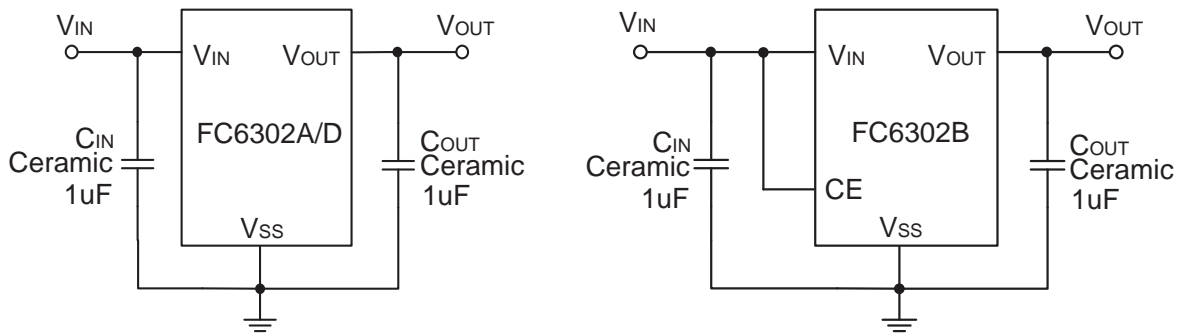 VIN
VOUT
VIN
VOUT
FC6302A/D
CIN
Ceramic
1uF
COUT
Ceramic
1uF
VSS
VIN
VOUT
VIN
VOUT
FC6302B
CIN
Ceramic
1uF
CE
COUT
Ceramic
1uF
VSS